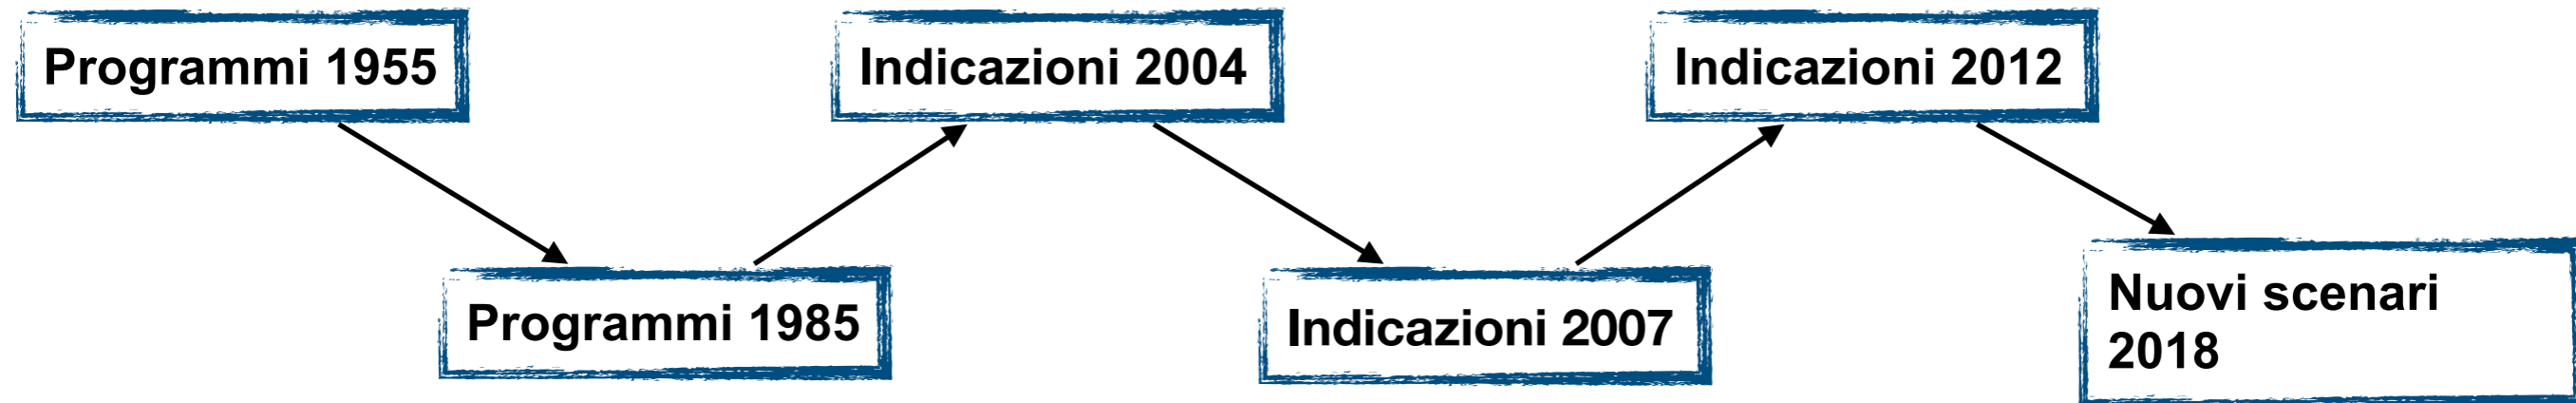 Programmi 1955
Programmi 1985
Indicazioni 2004
Indicazioni 2007
Indicazioni 2012
Nuovi scenari
2018